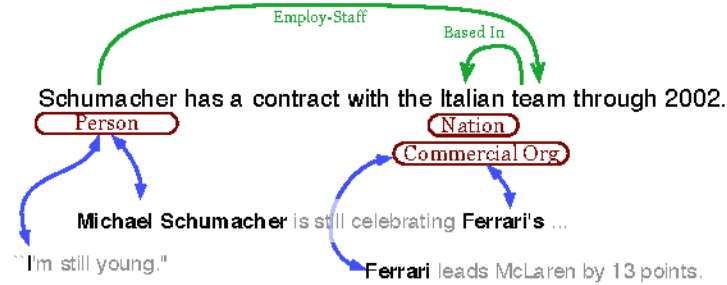 Employ-Staff
Based In
Schumacher has a contract with the Italian team through 2002.
Person
Nation
Commercial Org
Michael Schumacher is still celebrating Ferrari's ...
``I'm still young."
Ferrari leads McLaren by 13 points.